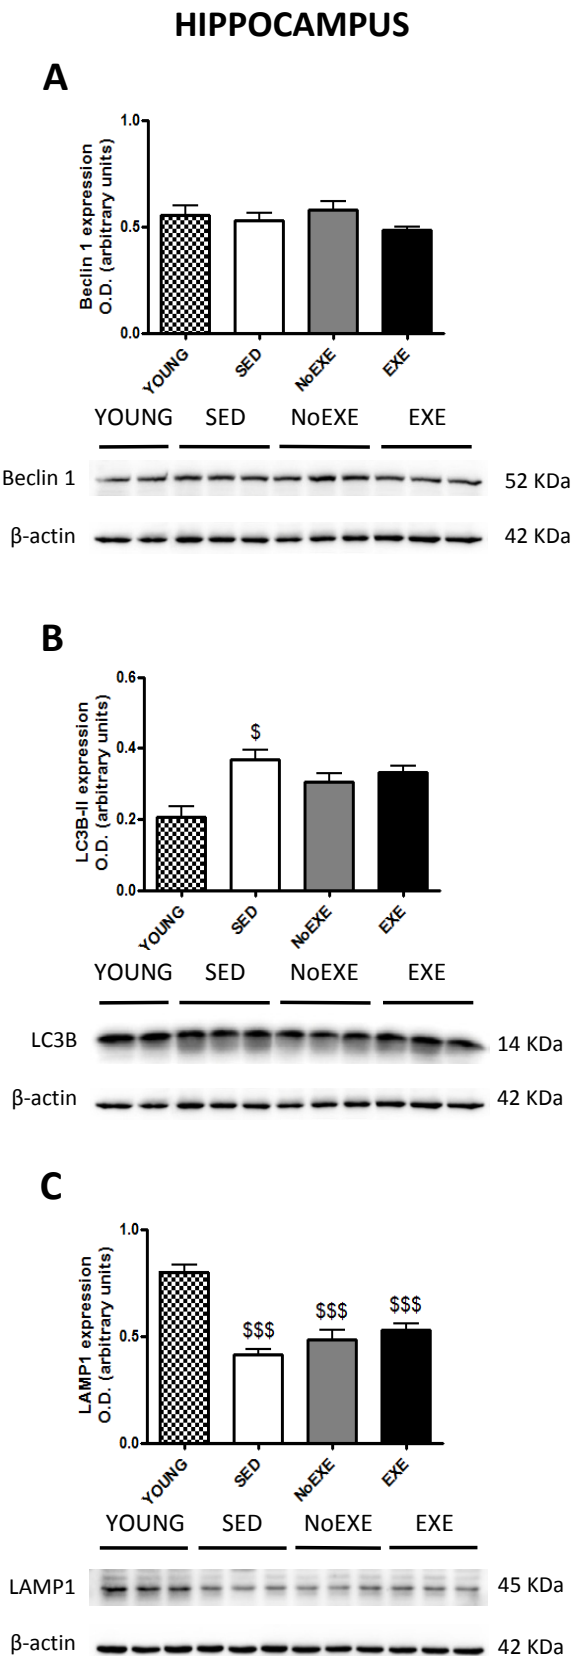 HIPPOCAMPUS
A
Beclin 1 expression
O.D. (arbitrary units)
1.0
0.5
0.0
YOUNG
SED
NoEXE
EXE
YOUNG SED NoEXE EXE
Beclin 1 52 KDa
β-actin 42 KDa
B
LC3B-II expression
O.D. (arbitrary units)
0.6
0.4
0.2
0.0
$
YOUNG
SED
NoEXE
EXE
YOUNG SED NoEXE EXE
LC3B 14 KDa
β-actin 42 KDa
C
LAMP1 expression
O.D. (arbitrary units)
1.0
0.5
0.0
$$$
$$$
$$$
YOUNG
SED
NoEXE
EXE
YOUNG SED NoEXE EXE
LAMP1 45 KDa
β-actin 42 KDa